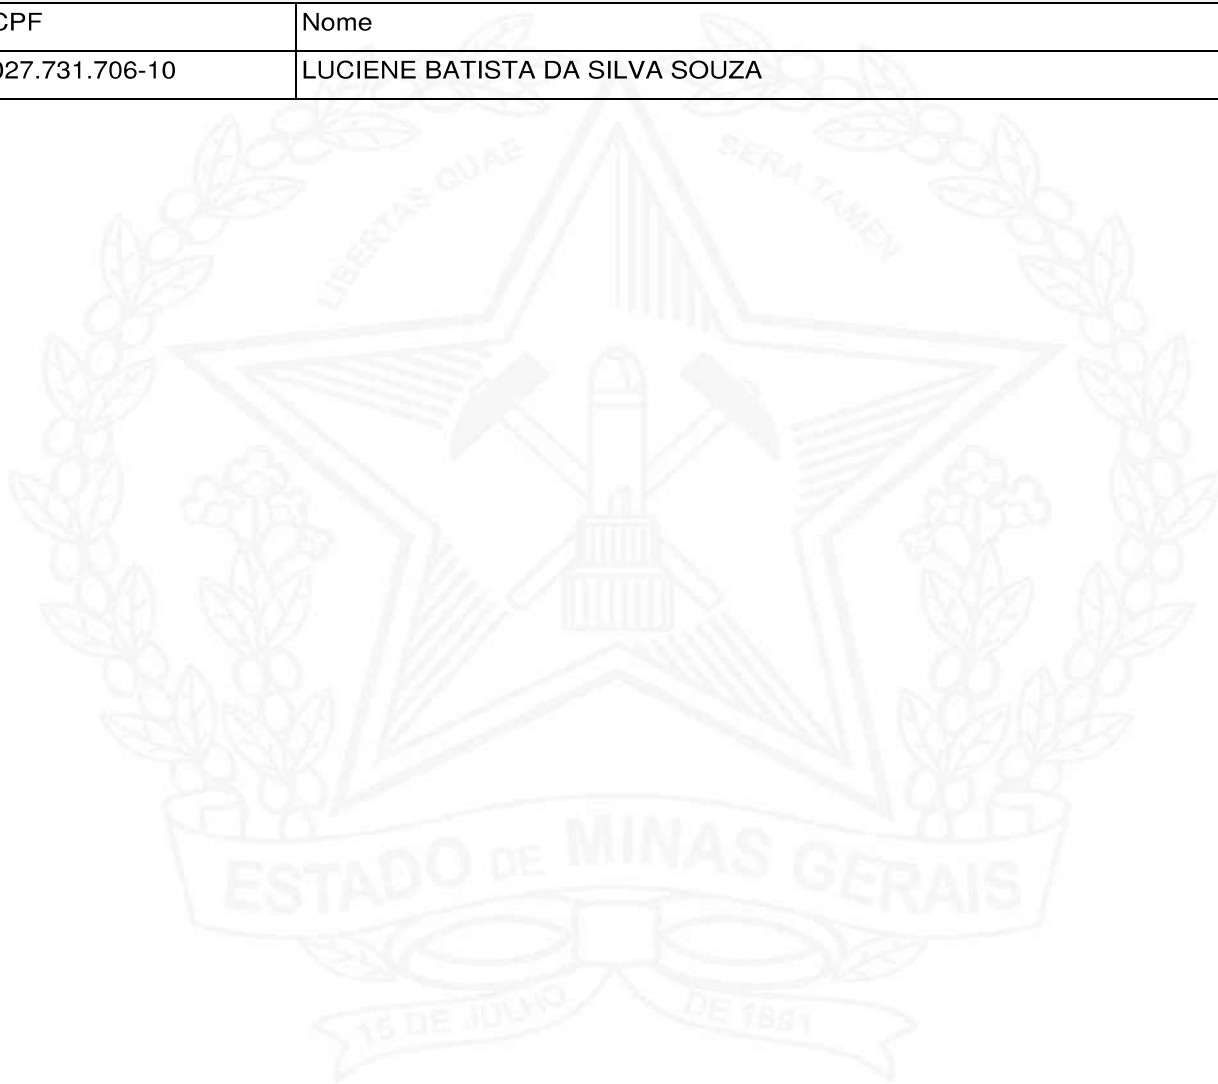 CPF Nome
027.731.706-10 LUCIENE BATISTA DA SILVA SOUZA
LIBERTAS QUAE SERA TAMEN
ESTADO DE MINAS GERAIS
15 DE JULHO DE 1891